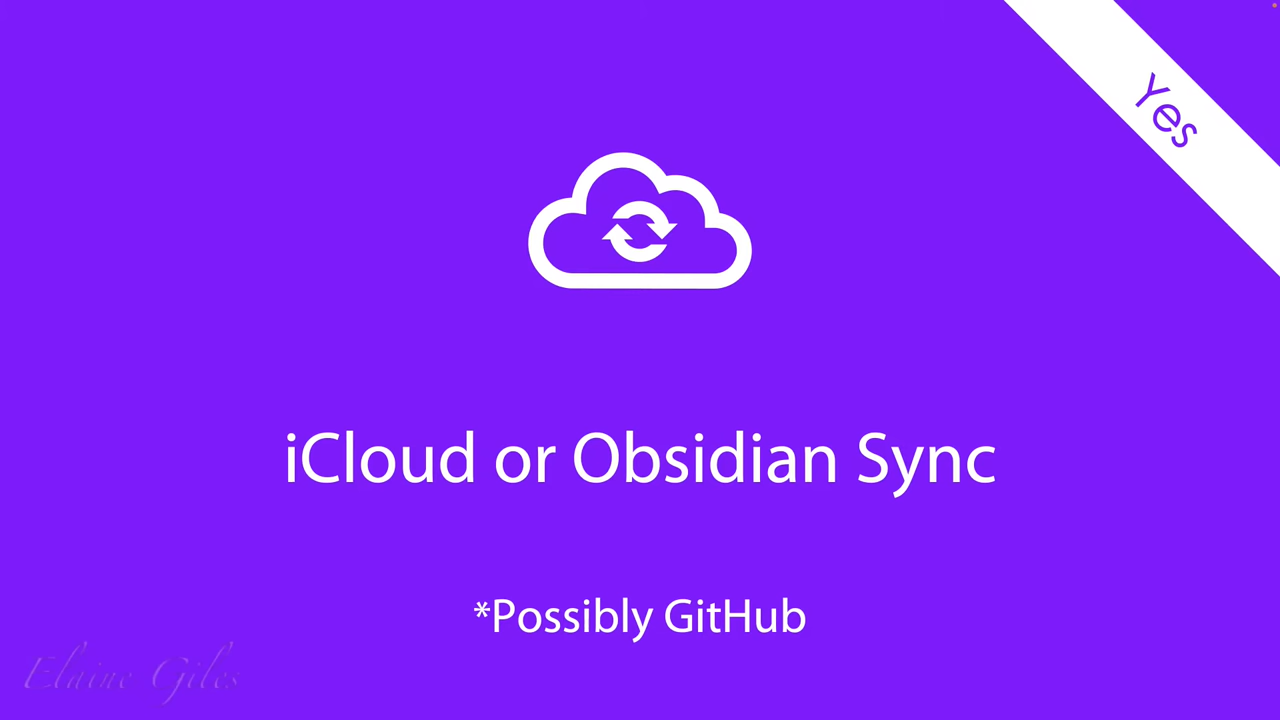 Yes
iCloud or Obsidian Sync
*Possibly GitHub
Elaine Giles